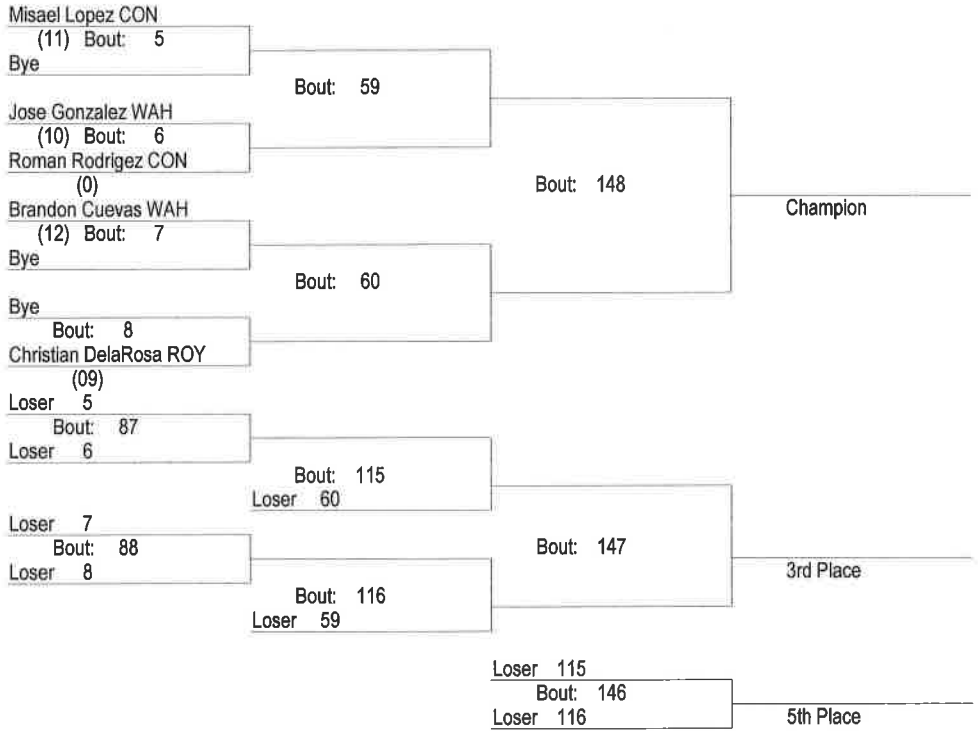 Misael Lopez CON
(11) Bout: 5
Bye
Bout: 59
Jose Gonzalez WAH
(10) Bout: 6
Roman Rodrigez CON
(0)
Bout: 148
Champion
Brandon Cuevas WAH
(12) Bout: 7
Bye
Bout: 60
Bye
Bout: 8
Christian DelaRosa ROY
(09)
Loser 5
Bout: 87
Loser 6
Bout: 115
Loser 60
Loser 7
Bout: 88
Loser 8
Bout: 147
3rd Place
Bout: 116
Loser 59
Loser 115
Bout: 146
Loser 116
5th Place